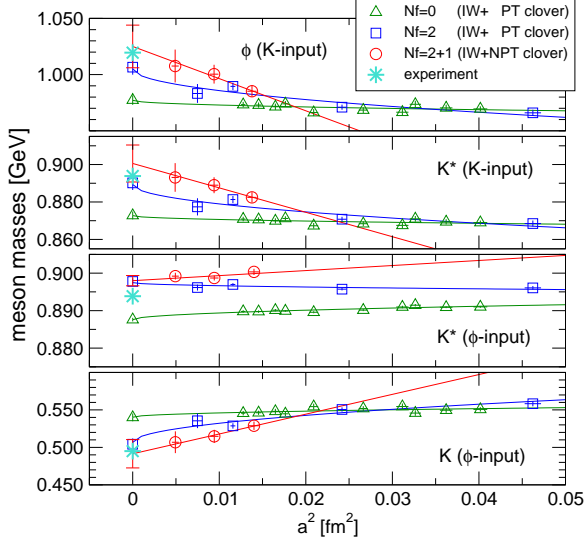 Nf=0 (IW+ PT clover)
Nf=2 (IW+ PT clover)
Nf=2+1 (IW+NPT clover)
experiment
ϕ (K-input)
1.000
K* (K-input)
0.900
0.880
0.860
K* (ϕ-input)
0.900
0.890
0.880
K (ϕ-input)
0.550
0.500
0.450
0 0.01 0.02 0.03 0.04 0.05
a² [fm²]
meson masses [GeV]